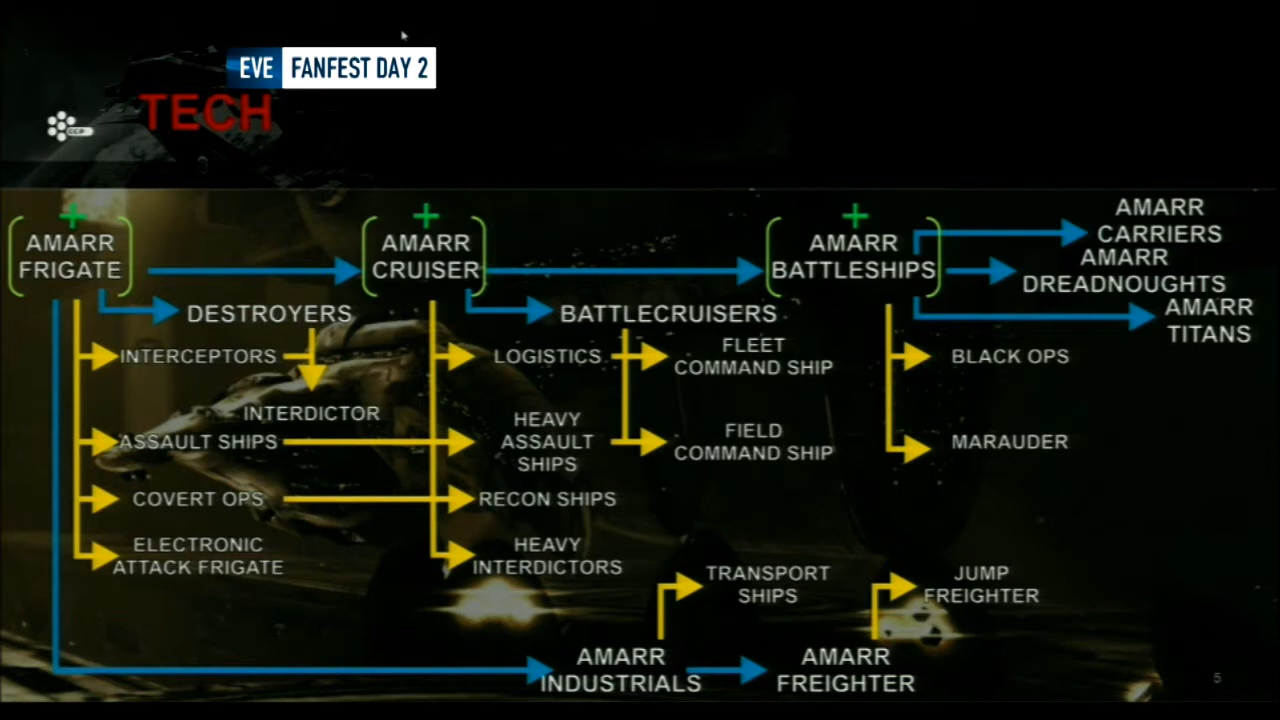 EVE FANFEST DAY 2
TECH
CCP
AMARR
FRIGATE
AMARR
CRUISER
AMARR
BATTLESHIPS
AMARR
CARRIERS
AMARR
DREADNOUGHTS
AMARR
TITANS
DESTROYERS
BATTLECRUISERS
INTERCEPTORS
LOGISTICS
FLEET
COMMAND SHIP
BLACK OPS
INTERDICTOR
ASSAULT SHIPS
HEAVY
ASSAULT
SHIPS
FIELD
COMMAND SHIP
MARAUDER
COVERT OPS
RECON SHIPS
ELECTRONIC
ATTACK FRIGATE
HEAVY
INTERDICTORS
TRANSPORT
SHIPS
JUMP
FREIGHTER
AMARR
INDUSTRIALS
AMARR
FREIGHTER
5